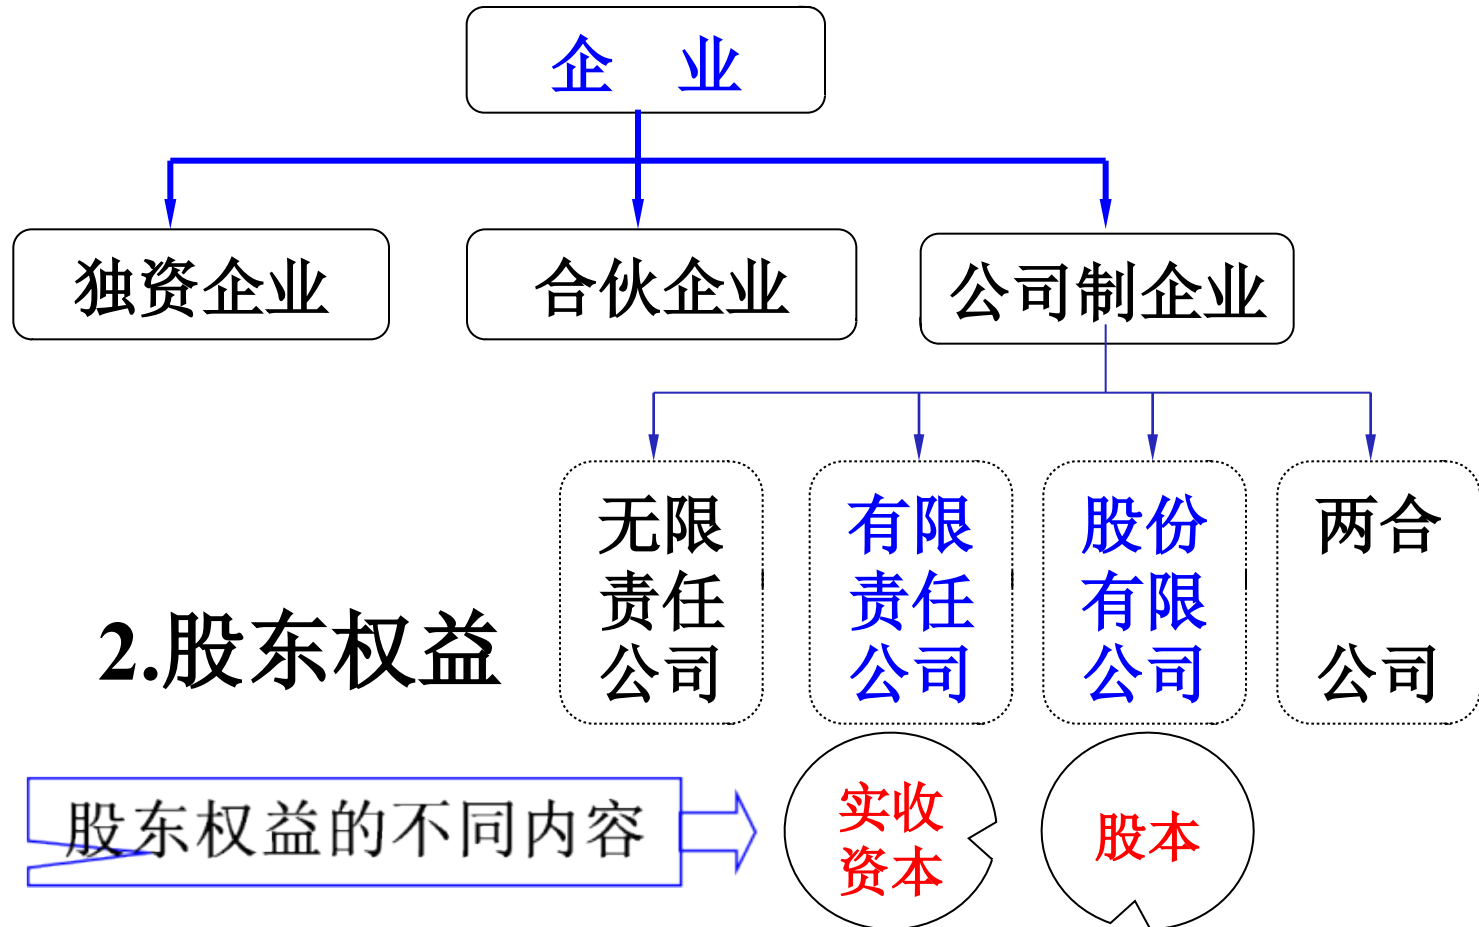 企 业
独资企业
合伙企业
公司制企业
无限
责任
公司
有限
责任
公司
股份
有限
公司
两合
公司
2.股东权益
股东权益的不同内容
实收
资本
股本